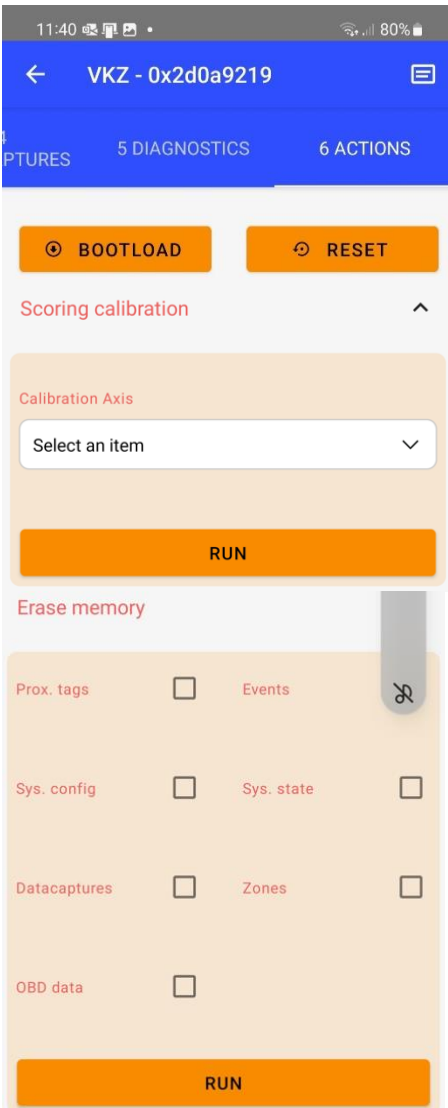 11:40 80%
VKZ - 0x2d0a9219
4
PTURES 5 DIAGNOSTICS 6 ACTIONS
BOOTLOAD RESET
Scoring calibration
Calibration Axis
Select an item
RUN
Erase memory
Prox. tags Events
Sys. config Sys. state
Datacaptures Zones
OBD data
RUN